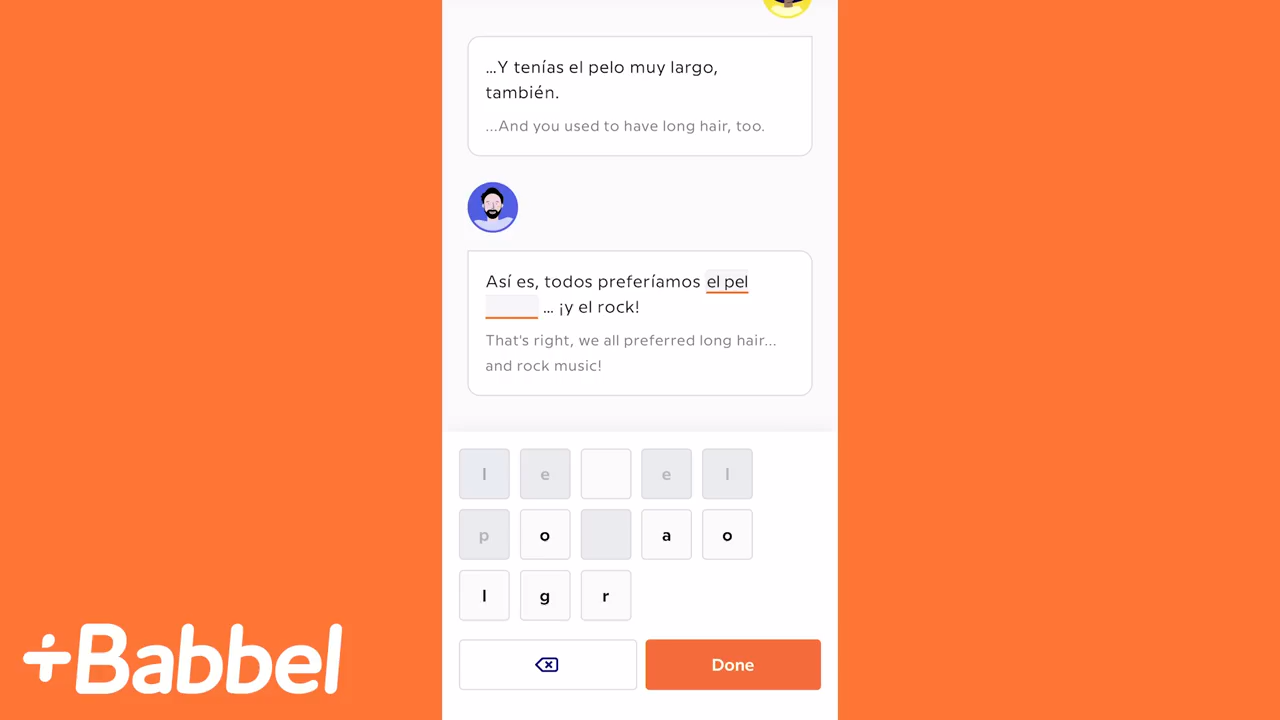 ...Y tenías el pelo muy largo,
también.
...And you used to have long hair, too.
Así es, todos preferíamos el pel
... ¡y el rock!
That's right, we all preferred long hair...
and rock music!
l e e l
p o a o
l g r
Done
+Babbel